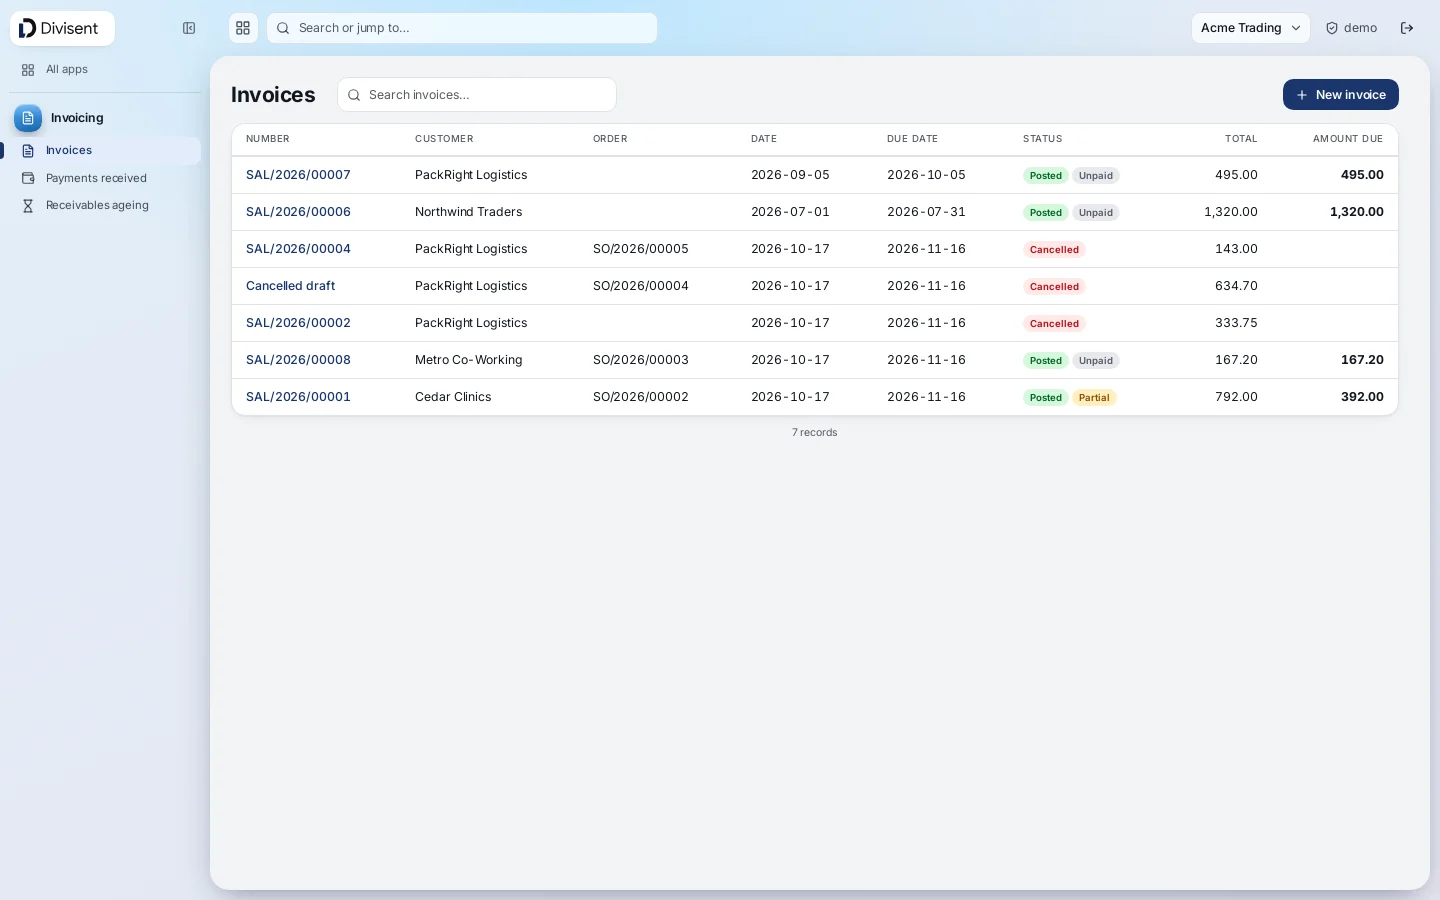 Divisent
Search or jump to...
Acme Trading
demo
All apps
Invoicing
Invoices
Payments received
Receivables ageing
Invoices
Search invoices...
New invoice
NUMBER CUSTOMER ORDER DATE DUE DATE STATUS TOTAL AMOUNT DUE
SAL/2026/00007 PackRight Logistics 2026-09-05 2026-10-05 Posted Unpaid 495.00 495.00
SAL/2026/00006 Northwind Traders 2026-07-01 2026-07-31 Posted Unpaid 1,320.00 1,320.00
SAL/2026/00004 PackRight Logistics SO/2026/00005 2026-10-17 2026-11-16 Cancelled 143.00
Cancelled draft PackRight Logistics SO/2026/00004 2026-10-17 2026-11-16 Cancelled 634.70
SAL/2026/00002 PackRight Logistics 2026-10-17 2026-11-16 Cancelled 333.75
SAL/2026/00008 Metro Co-Working SO/2026/00003 2026-10-17 2026-11-16 Posted Unpaid 167.20 167.20
SAL/2026/00001 Cedar Clinics SO/2026/00002 2026-10-17 2026-11-16 Posted Partial 792.00 392.00
7 records